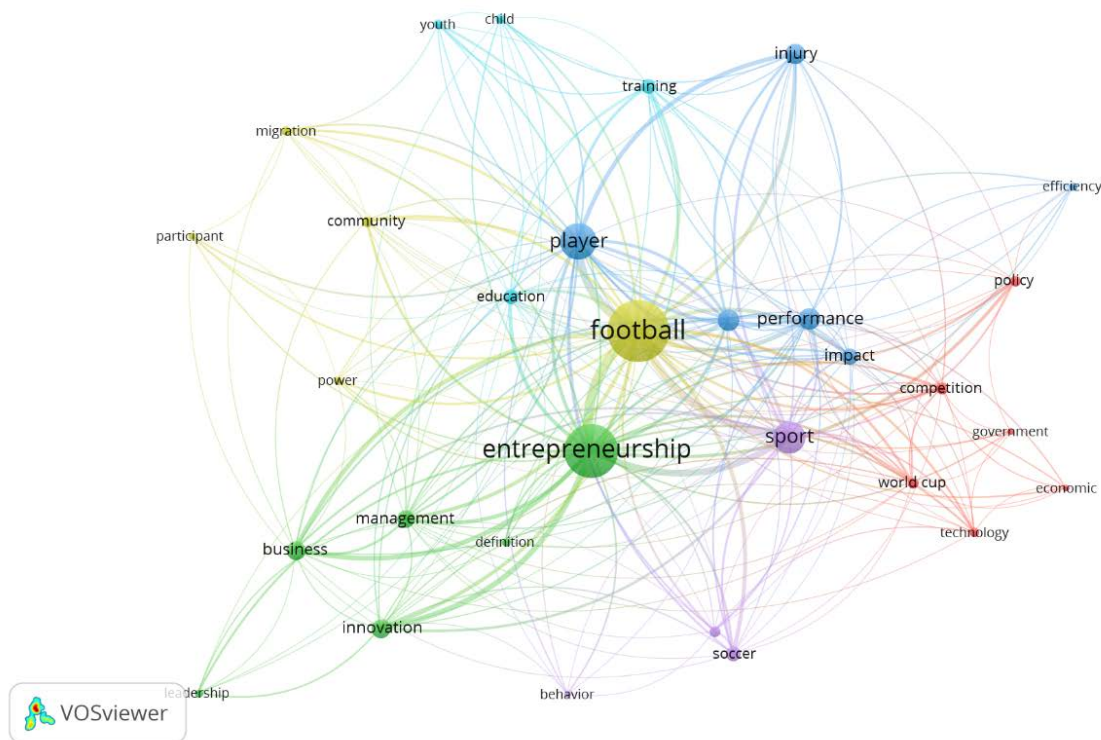 child
youth
injury
training
migration
efficiency
community
participant
player
policy
education
performance
football
impact
power
competition
government
sport
entrepreneurship
world cup
economic
management
technology
definition
business
innovation
soccer
leadership
behavior
VOSviewer